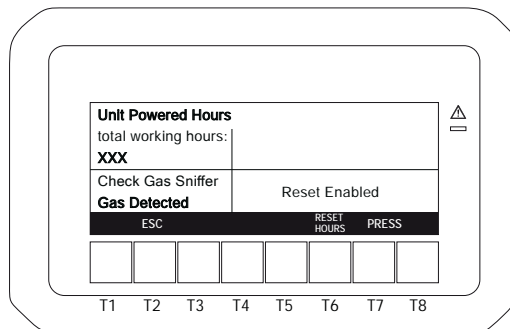 Unit Powered Hours
total working hours:
XXX
Check Gas Sniffer
Gas Detected
Reset Enabled
ESC RESET HOURS PRESS
T1 T2 T3 T4 T5 T6 T7 T8